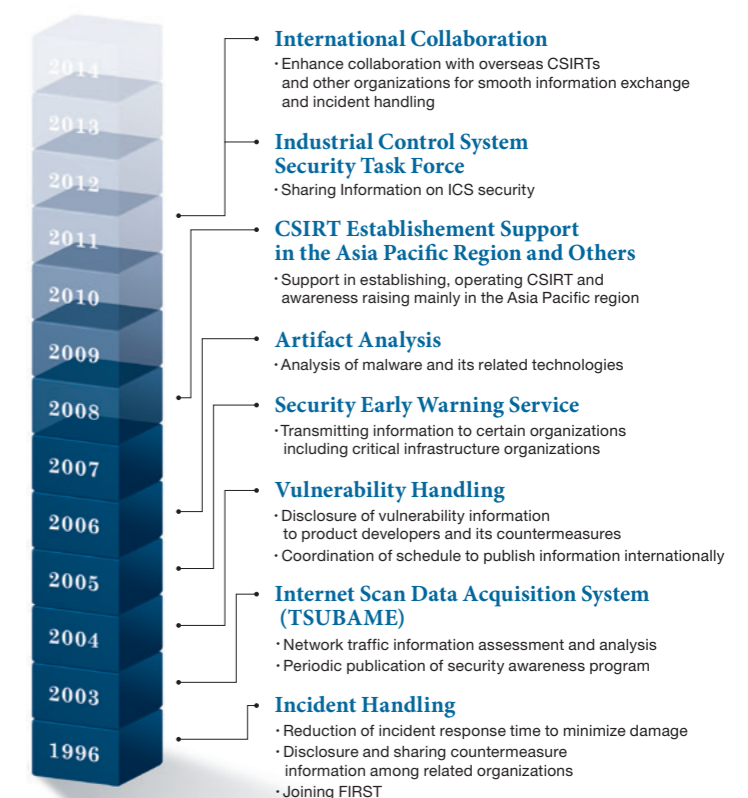 2014
2013
2012
2011
2010
2009
2008
2007
2006
2005
2004
2003
1996
International Collaboration
・Enhance collaboration with overseas CSIRTs
and other organizations for smooth information exchange
and incident handling
Industrial Control System
Security Task Force
・Sharing Information on ICS security
CSIRT Establishement Support
in the Asia Pacific Region and Others
・Support in establishing, operating CSIRT and
awareness raising mainly in the Asia Pacific region
Artifact Analysis
・Analysis of malware and its related technologies
Security Early Warning Service
・Transmitting information to certain organizations
including critical infrastructure organizations
Vulnerability Handling
・Disclosure of vulnerability information
to product developers and its countermeasures
・Coordination of schedule to publish information internationally
Internet Scan Data Acquisition System
(TSUBAME)
・Network traffic information assessment and analysis
・Periodic publication of security awareness program
Incident Handling
・Reduction of incident response time to minimize damage
・Disclosure and sharing countermeasure
information among related organizations
・Joining FIRST